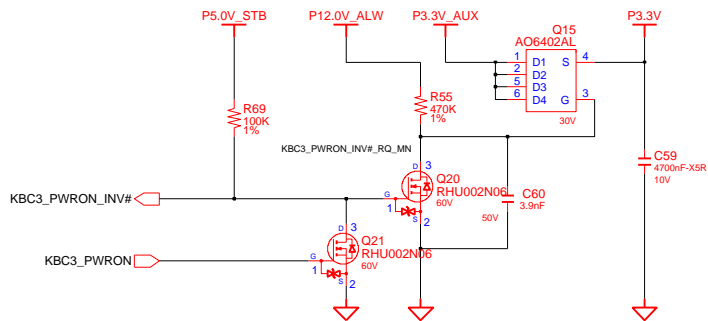 P5.0V_STB
P12.0V_ALW
P3.3V_AUX
Q15
AO6402AL
P3.3V
1 D1 S 4
2 D2
5 D3
6 D4 G 3
30V
R55
470K
1%
R69
100K
1%
KBC3_PWRON_INV#_RQ_MN
C59
4700nF-X5R
10V
D 3
Q20
RHU002N06
60V
G
1
S 2
C60
3.9nF
50V
KBC3_PWRON_INV#
D 3
Q21
RHU002N06
60V
G
1
S 2
KBC3_PWRON